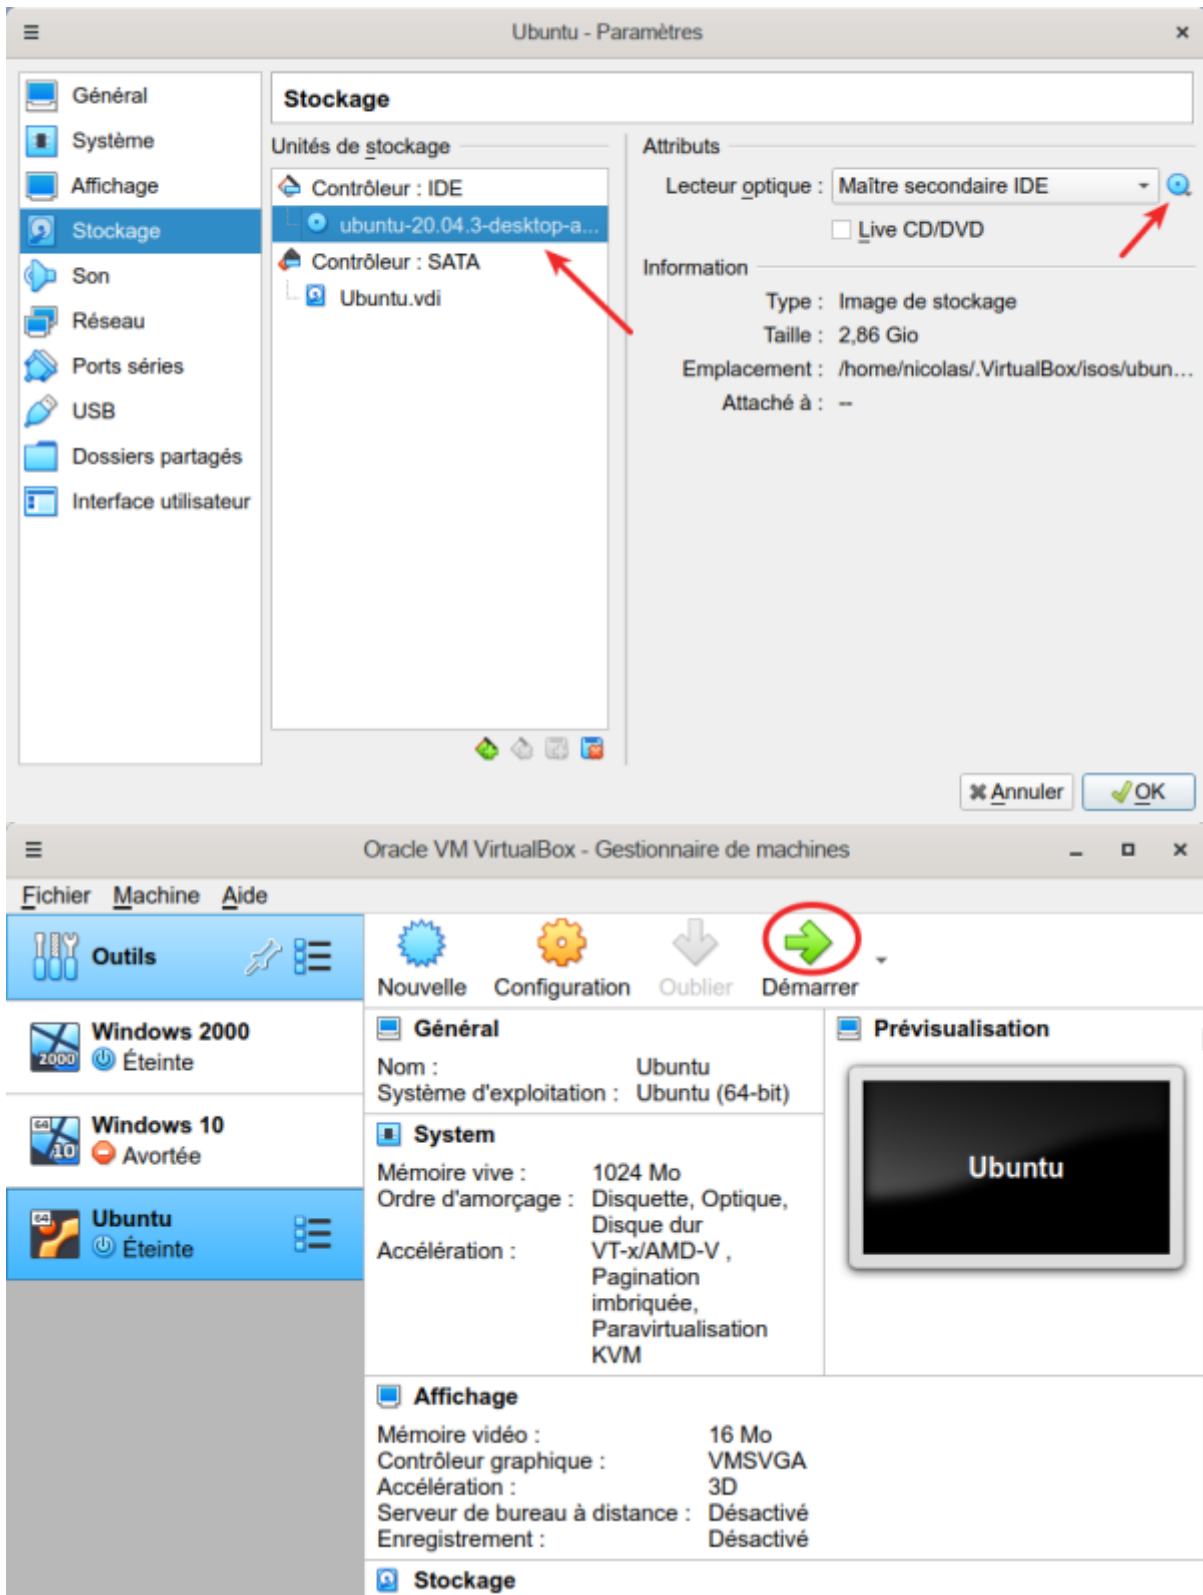 Ubuntu - Paramètres
Général
Système
Affichage
Stockage
Son
Réseau
Ports séries
USB
Dossiers partagés
Interface utilisateur
Stockage
Unités de stockage
Contrôleur : IDE
ubuntu-20.04.3-desktop-a...
Contrôleur : SATA
Ubuntu.vdi
Attributs
Lecteur optique : Maître secondaire IDE
Live CD/DVD
Information
Type : Image de stockage
Taille : 2,86 Gio
Emplacement : /home/nicolas/.VirtualBox/isos/ubun...
Attaché à : --
Annuler
OK
Oracle VM VirtualBox - Gestionnaire de machines
Fichier Machine Aide
Outils
Windows 2000
2000
Éteinte
Windows 10
64
10
Avortée
Ubuntu
64
Éteinte
Nouvelle Configuration Oublier Démarrer
Général
Nom : Ubuntu
Système d'exploitation : Ubuntu (64-bit)
System
Mémoire vive : 1024 Mo
Ordre d'amorçage : Disquette, Optique,
Disque dur
Accélération : VT-x/AMD-V ,
Pagination
imbriquée,
Paravirtualisation
KVM
Prévisualisation
Ubuntu
Affichage
Mémoire vidéo : 16 Mo
Contrôleur graphique : VMSVGA
Accélération : 3D
Serveur de bureau à distance : Désactivé
Enregistrement : Désactivé
Stockage